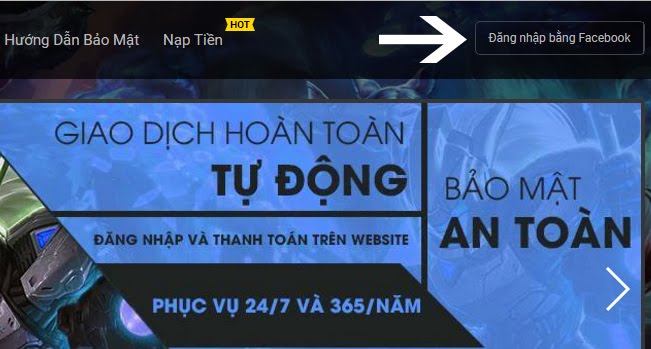 HOT
Hướng Dẫn Bảo Mật Nạp Tiền Đăng nhập bằng Facebook
GIAO DỊCH HOÀN TOÀN
TỰ ĐỘNG
ĐĂNG NHẬP VÀ THANH TOÁN TRÊN WEBSITE
PHỤC VỤ 24/7 VÀ 365/NĂM
BẢO MẬT
AN TOÀN